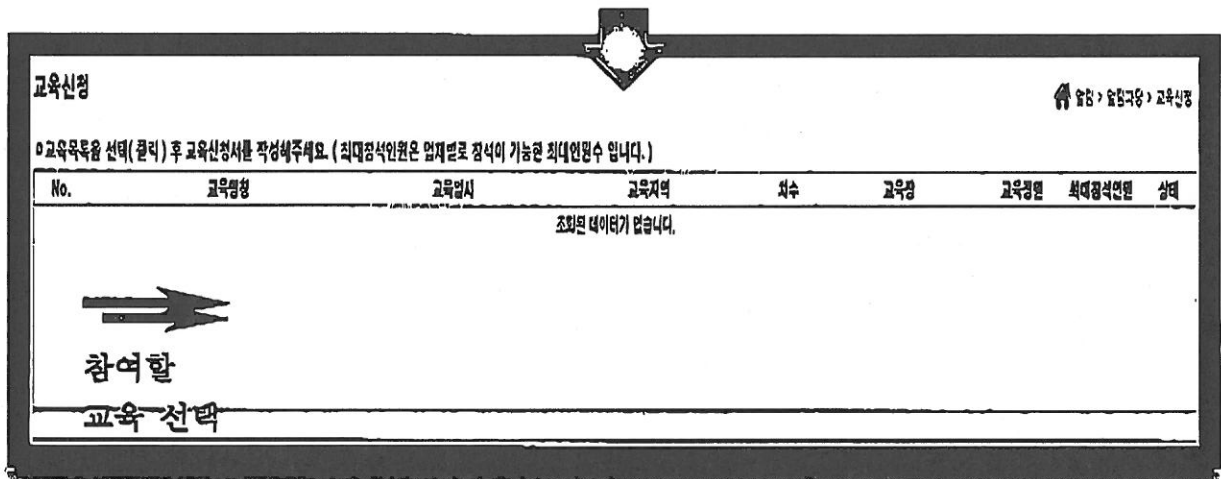 교육신청
알림 > 알림마당 > 교육신청
교육목록을 선택(클릭) 후 교육신청서를 작성해주세요. (최대참석인원은 업체별로 참석이 가능한 최대인원수 입니다.)
No. 교육명칭 교육일시 교육지역 차수 교육장 교육정원 최대참석인원 상태
조회된 데이터가 없습니다.
참여할
교육 선택